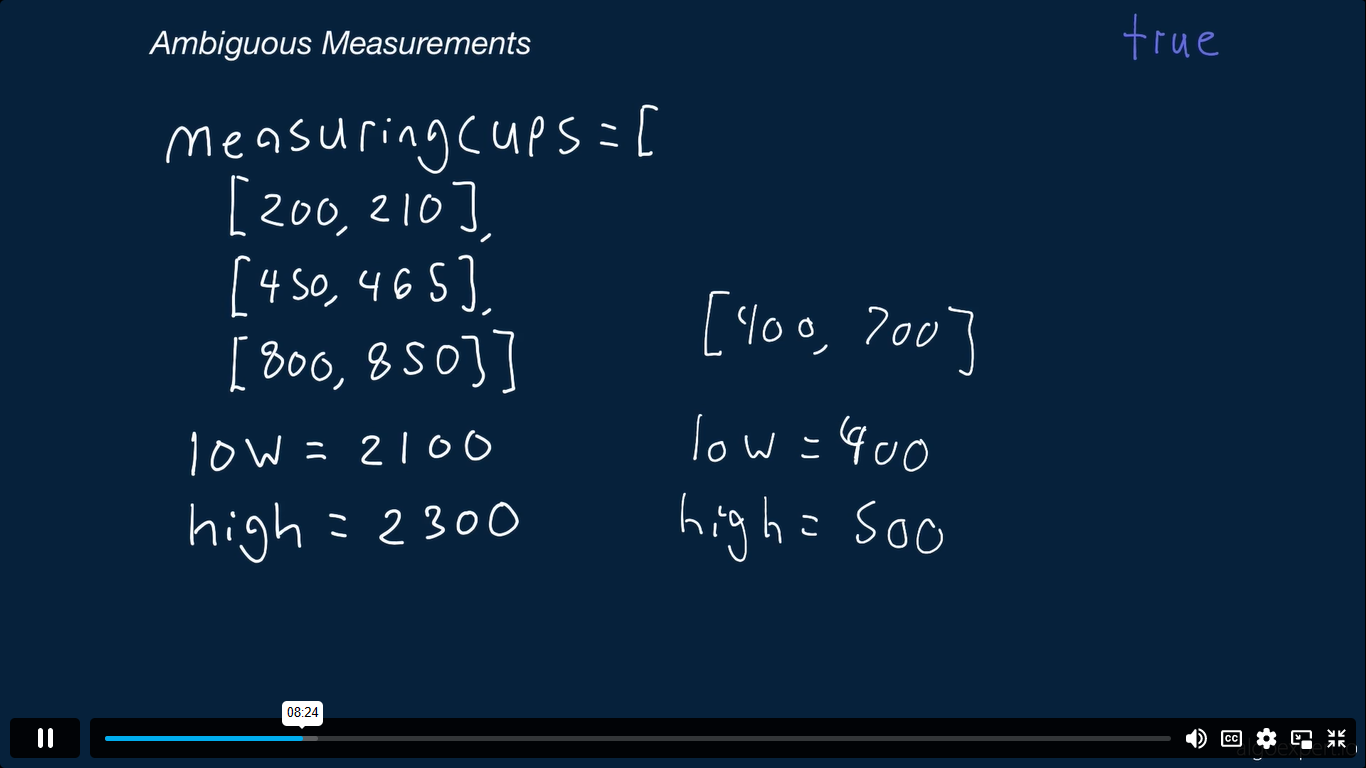 Ambiguous Measurements
true
measuringcups = [
[200, 210],
[450, 465],
[800, 850]]
low = 2100
high = 2300
[400, 700]
low = 400
high = 500
08:24
CC